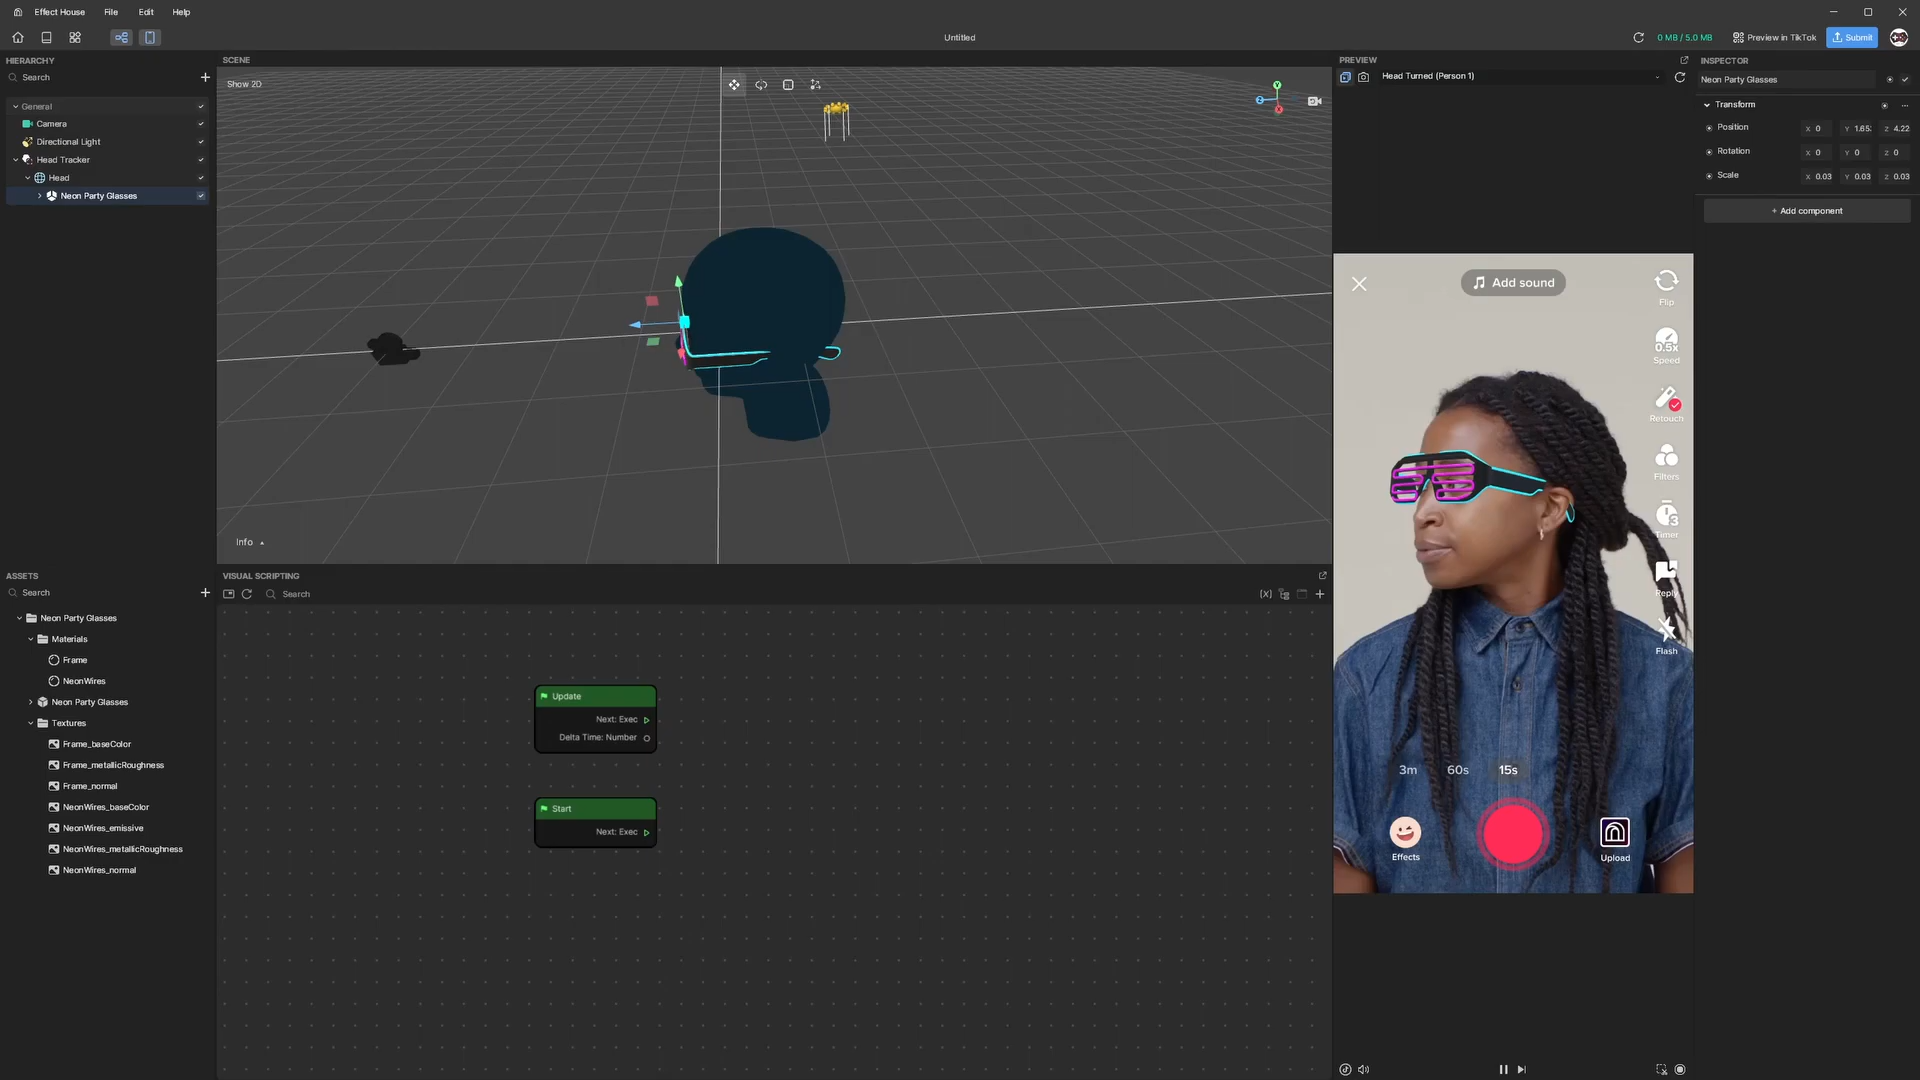 Effect House File Edit Help
Untitled
0 MB / 5.0 MB
Preview in TikTok
Submit
HIERARCHY
Search
General
Camera
Directional Light
Head Tracker
Head
Neon Party Glasses
SCENE
Show 2D
Info
PREVIEW
Head Turned (Person 1)
Add sound
Flip
0.5x
Speed
Retouch
Filters
3
Timer
Reply
Flash
3m 60s 15s
Effects
Upload
INSPECTOR
Neon Party Glasses
Transform
Position X 0 Y 1.65 Z 4.22
Rotation X 0 Y 0 Z 0
Scale X 0.03 Y 0.03 Z 0.03
+ Add component
ASSETS
Search
Neon Party Glasses
Materials
Frame
NeonWires
Neon Party Glasses
Textures
Frame_baseColor
Frame_metallicRoughness
Frame_normal
NeonWires_baseColor
NeonWires_emissive
NeonWires_metallicRoughness
NeonWires_normal
VISUAL SCRIPTING
Search
Update
Next: Exec
Delta Time: Number
Start
Next: Exec